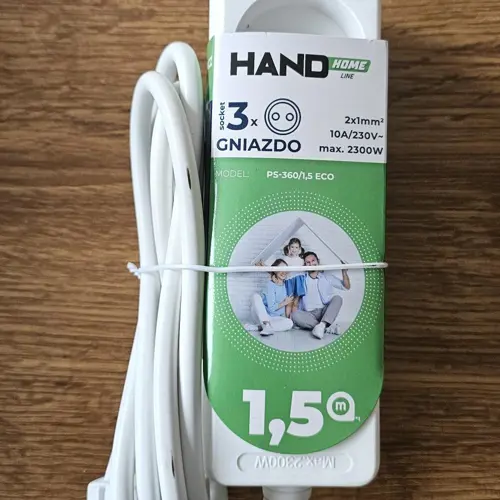 HAND HOME
LINE
socket
3x
GNIAZDO
2x1mm²
10A/230V~
max. 2300W
MODEL: PS-360/1,5 ECO
1,5 m
Max.2300W